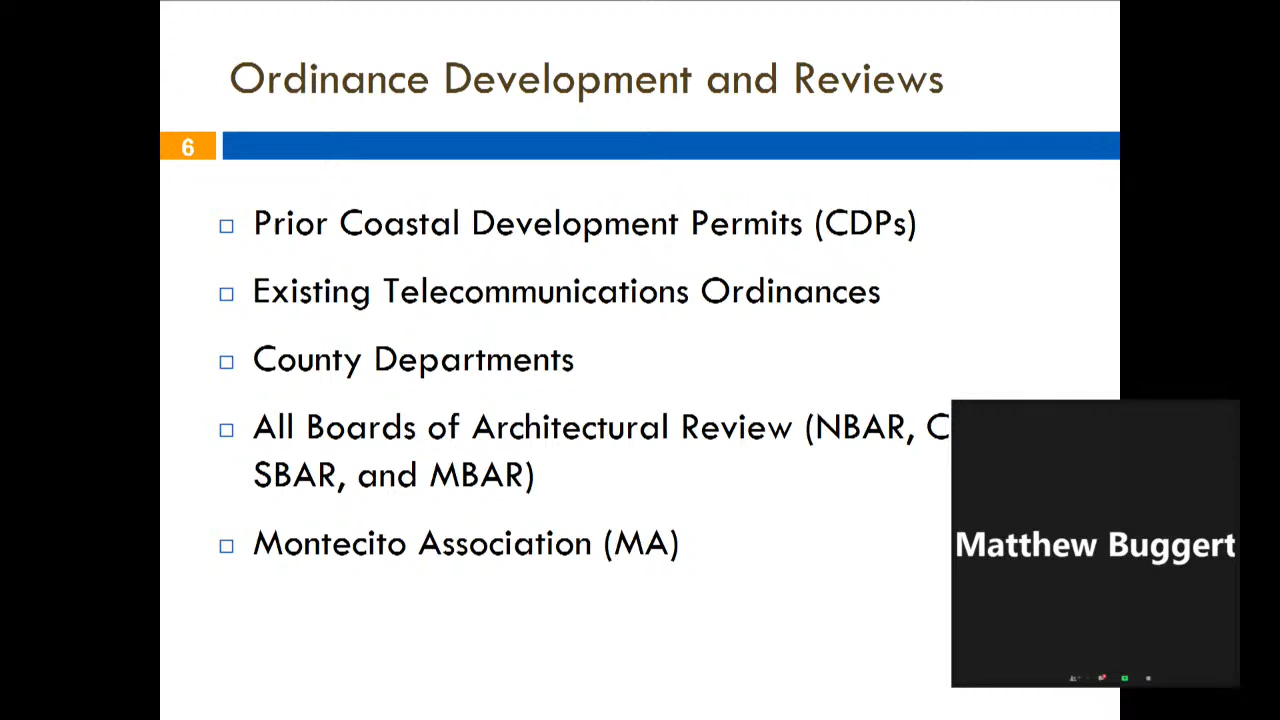 Ordinance Development and Reviews
6
Prior Coastal Development Permits (CDPs)
Existing Telecommunications Ordinances
County Departments
All Boards of Architectural Review (NBAR, C
SBAR, and MBAR)
Montecito Association (MA)
Matthew Buggert